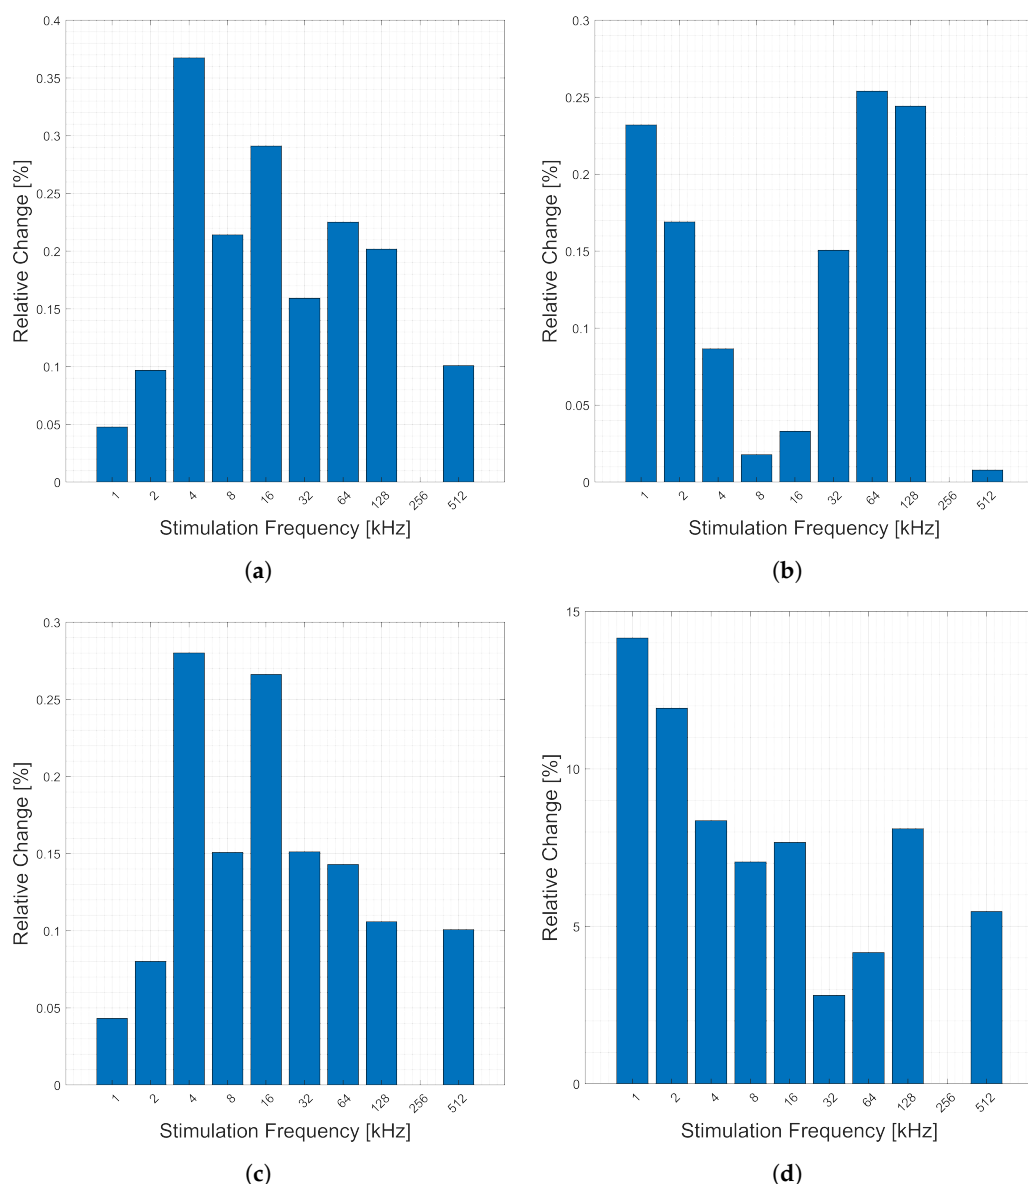 0.4
0.35
0.3
0.25
0.2
0.15
0.1
0.05
0
Relative Change [%]
1 2 4 8 16 32 64 128 256 512
Stimulation Frequency [kHz]
(a)
0.3
0.25
0.2
0.15
0.1
0.05
0
Relative Change [%]
1 2 4 8 16 32 64 128 256 512
Stimulation Frequency [kHz]
(b)
0.3
0.25
0.2
0.15
0.1
0.05
0
Relative Change [%]
1 2 4 8 16 32 64 128 256 512
Stimulation Frequency [kHz]
(c)
15
10
5
0
Relative Change [%]
1 2 4 8 16 32 64 128 256 512
Stimulation Frequency [kHz]
(d)